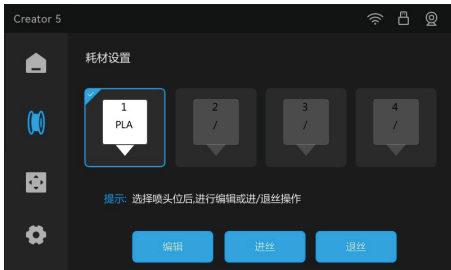 Creator 5
耗材设置
1 2 3 4
PLA / / /
提示: 选择喷头位后,进行编辑或进/退丝操作
编辑 进丝 退丝